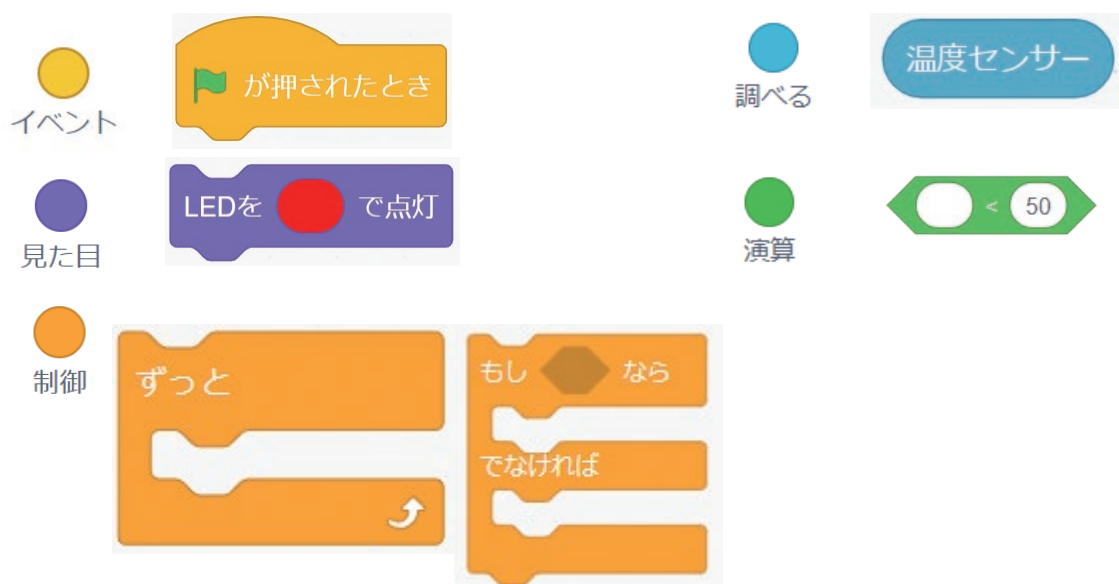 イベント
が押されたとき
見た目
LEDを で点灯
制御
ずっと
もし なら
でなければ
調べる
温度センサー
演算
< 50